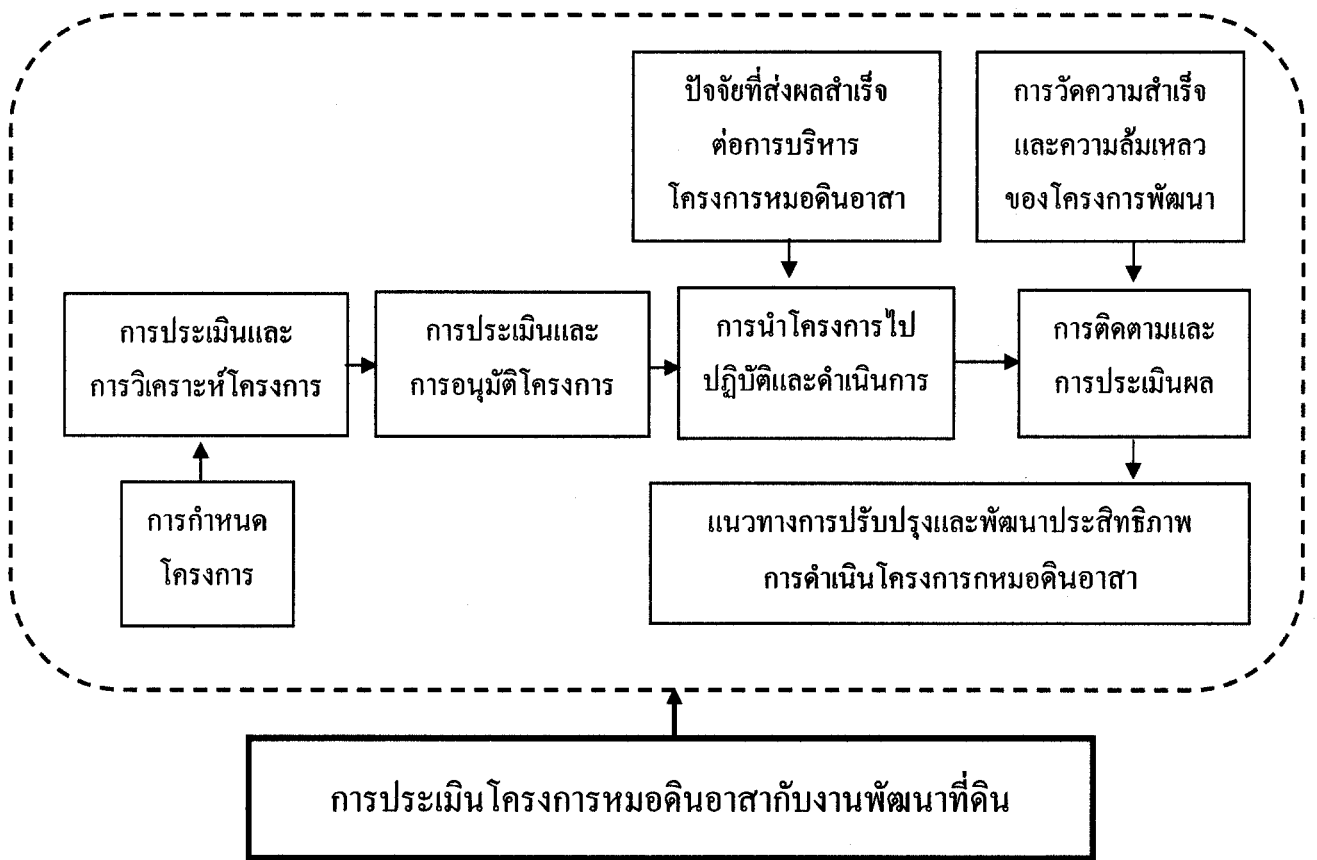 ปัจจัยที่ส่งผลสำเร็จ
ต่อการบริหาร
โครงการหมอดินอาสา
การวัดความสำเร็จ
และความล้มเหลว
ของโครงการพัฒนา
การประเมินและ
การวิเคราะห์โครงการ
การประเมินและ
การอนุมัติโครงการ
การนำโครงการไป
ปฏิบัติและดำเนินการ
การติดตามและ
การประเมินผล
การกำหนด
โครงการ
แนวทางการปรับปรุงและพัฒนาประสิทธิภาพ
การดำเนินโครงการกหมอดินอาสา
การประเมินโครงการหมอดินอาสากับงานพัฒนาที่ดิน